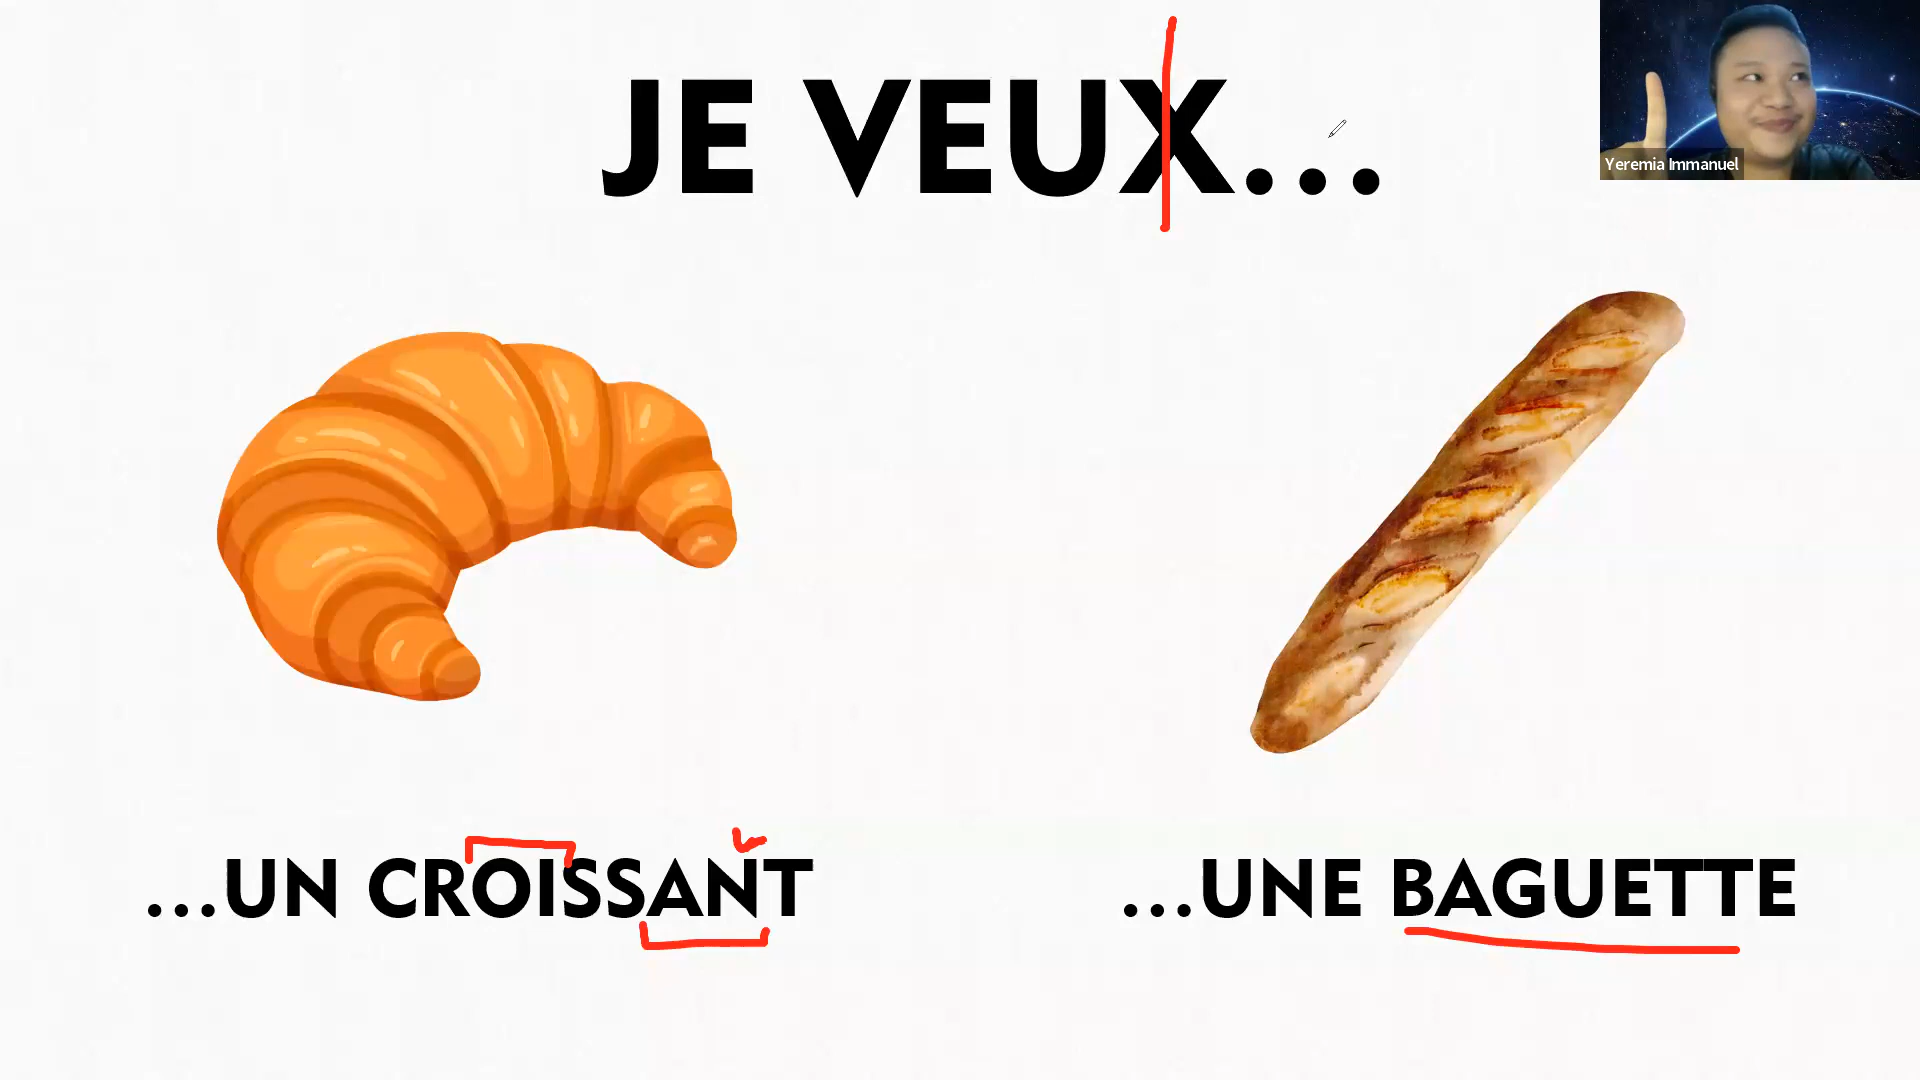 JE VEUX...
Yeremia Immanuel
...UN CROISSANT
...UNE BAGUETTE